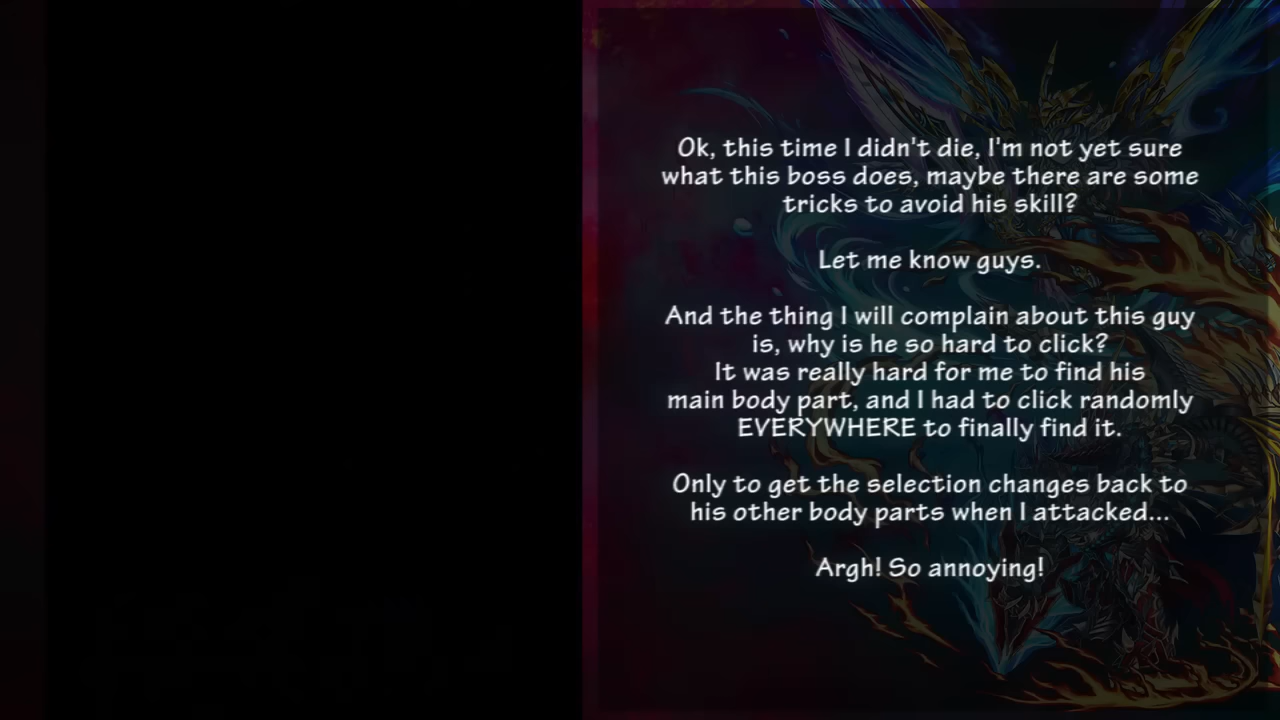 Ok, this time I didn't die, I'm not yet sure
what this boss does, maybe there are some
tricks to avoid his skill?
Let me know guys.
And the thing I will complain about this guy
is, why is he so hard to click?
It was really hard for me to find his
main body part, and I had to click randomly
EVERYWHERE to finally find it.
Only to get the selection changes back to
his other body parts when I attacked...
Argh! So annoying!